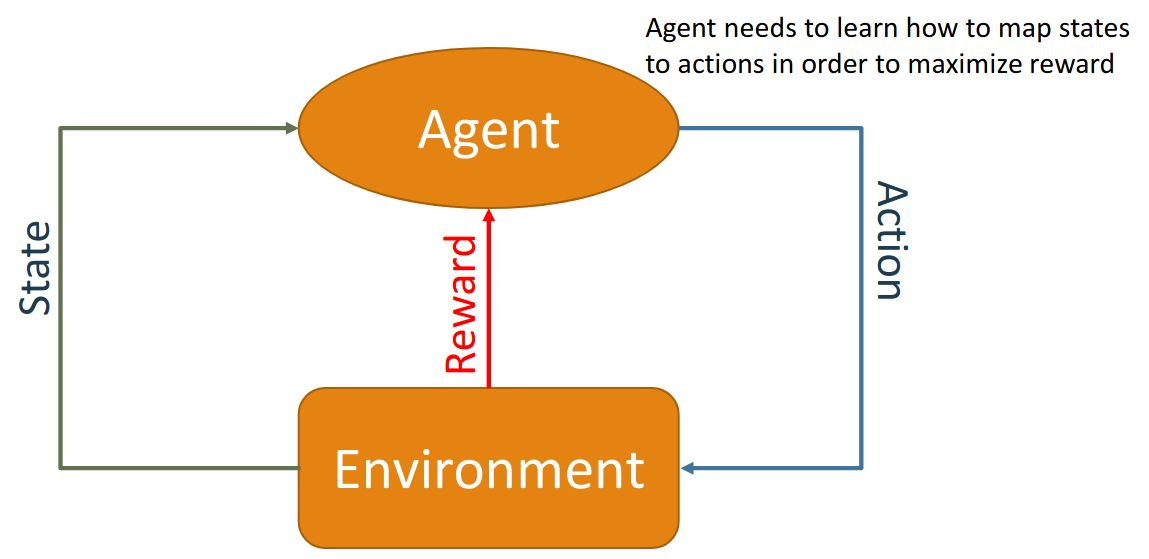 Agent needs to learn how to map states
to actions in order to maximize reward
Agent
State
Reward
Action
Environment